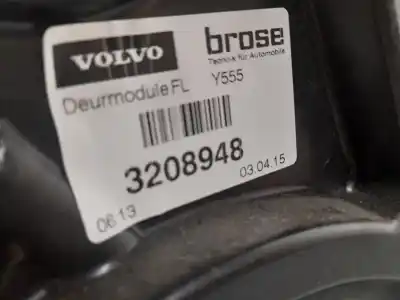 VOLVO brose
Technik für Automobile
Deurmodule FL Y555
3208948
06:13 03.04.15